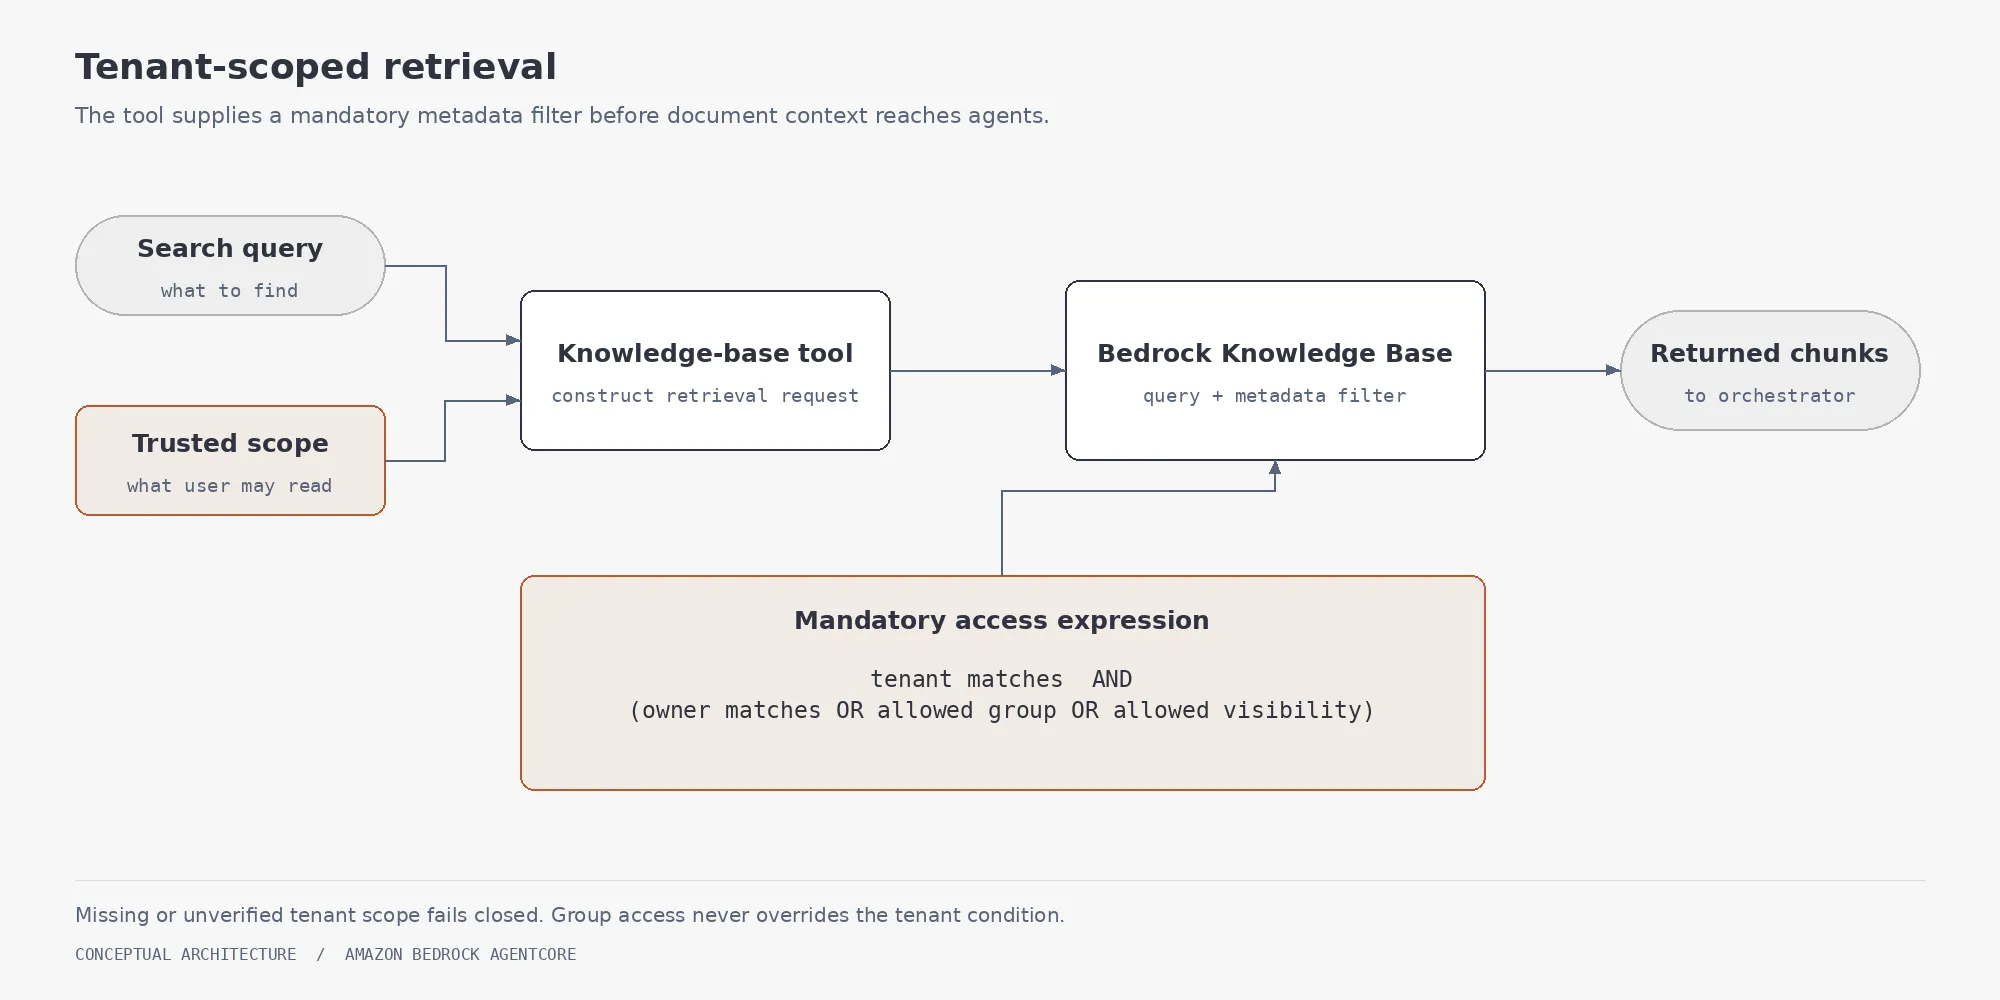 Tenant-scoped retrieval
The tool supplies a mandatory metadata filter before document context reaches agents.
Search query
what to find
Trusted scope
what user may read
Knowledge-base tool
construct retrieval request
Bedrock Knowledge Base
query + metadata filter
Returned chunks
to orchestrator
Mandatory access expression
tenant matches AND
(owner matches OR allowed group OR allowed visibility)
Missing or unverified tenant scope fails closed. Group access never overrides the tenant condition.
CONCEPTUAL ARCHITECTURE / AMAZON BEDROCK AGENTCORE